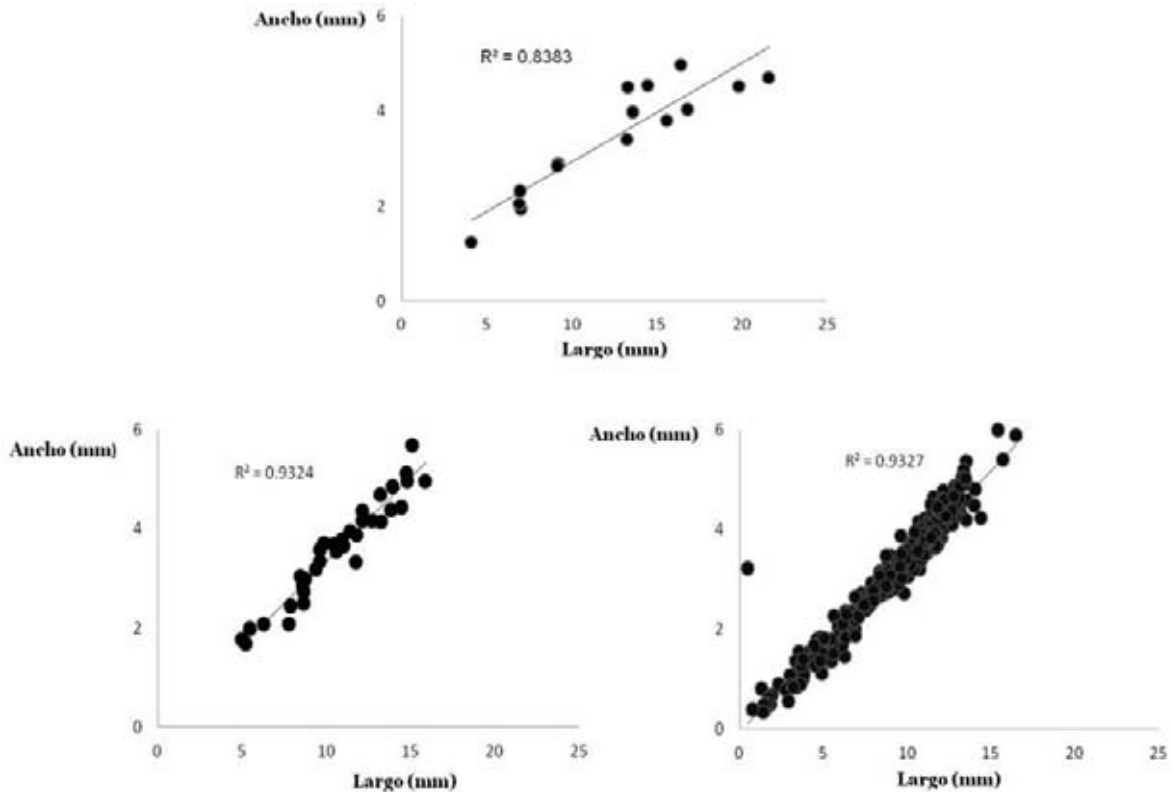 Ancho (mm)
6
R² = 0.8383
4
2
0
0 5 10 15 20 25
Largo (mm)
Ancho (mm)
6
R² = 0.9324
4
2
0
0 5 10 15 20 25
Largo (mm)
Ancho (mm)
6
R² = 0.9327
4
2
0
0 5 10 15 20 25
Largo (mm)